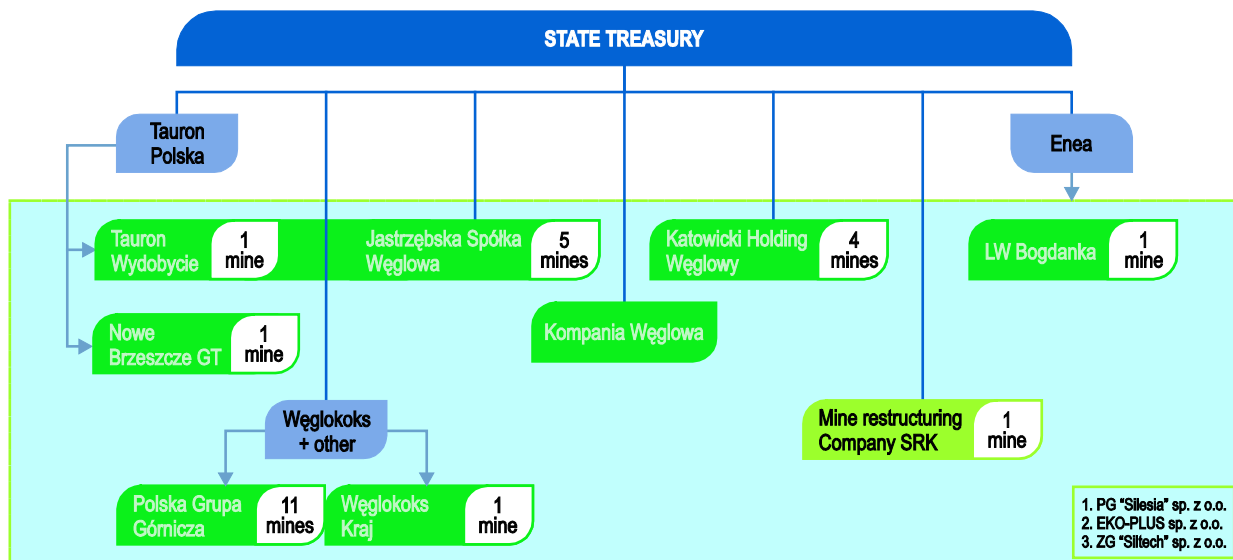 STATE TREASURY
Tauron
Polska
Enea
Tauron
Wydobycie
1
mine
Jastrzębska Spółka
Węglowa
5
mines
Katowicki Holding
Węglowy
4
mines
LW Bogdanka
1
mine
Kompania Węglowa
Nowe
Brzeszcze GT
1
mine
Węglokoks
+ other
Mine restructuring
Company SRK
1
mine
Polska Grupa
Górnicza
11
mines
Węglokoks
Kraj
1
mine
1. PG “Silesia” sp. z o.o.
2. EKO-PLUS sp. z o.o.
3. ZG “Siltech” sp. z o.o.